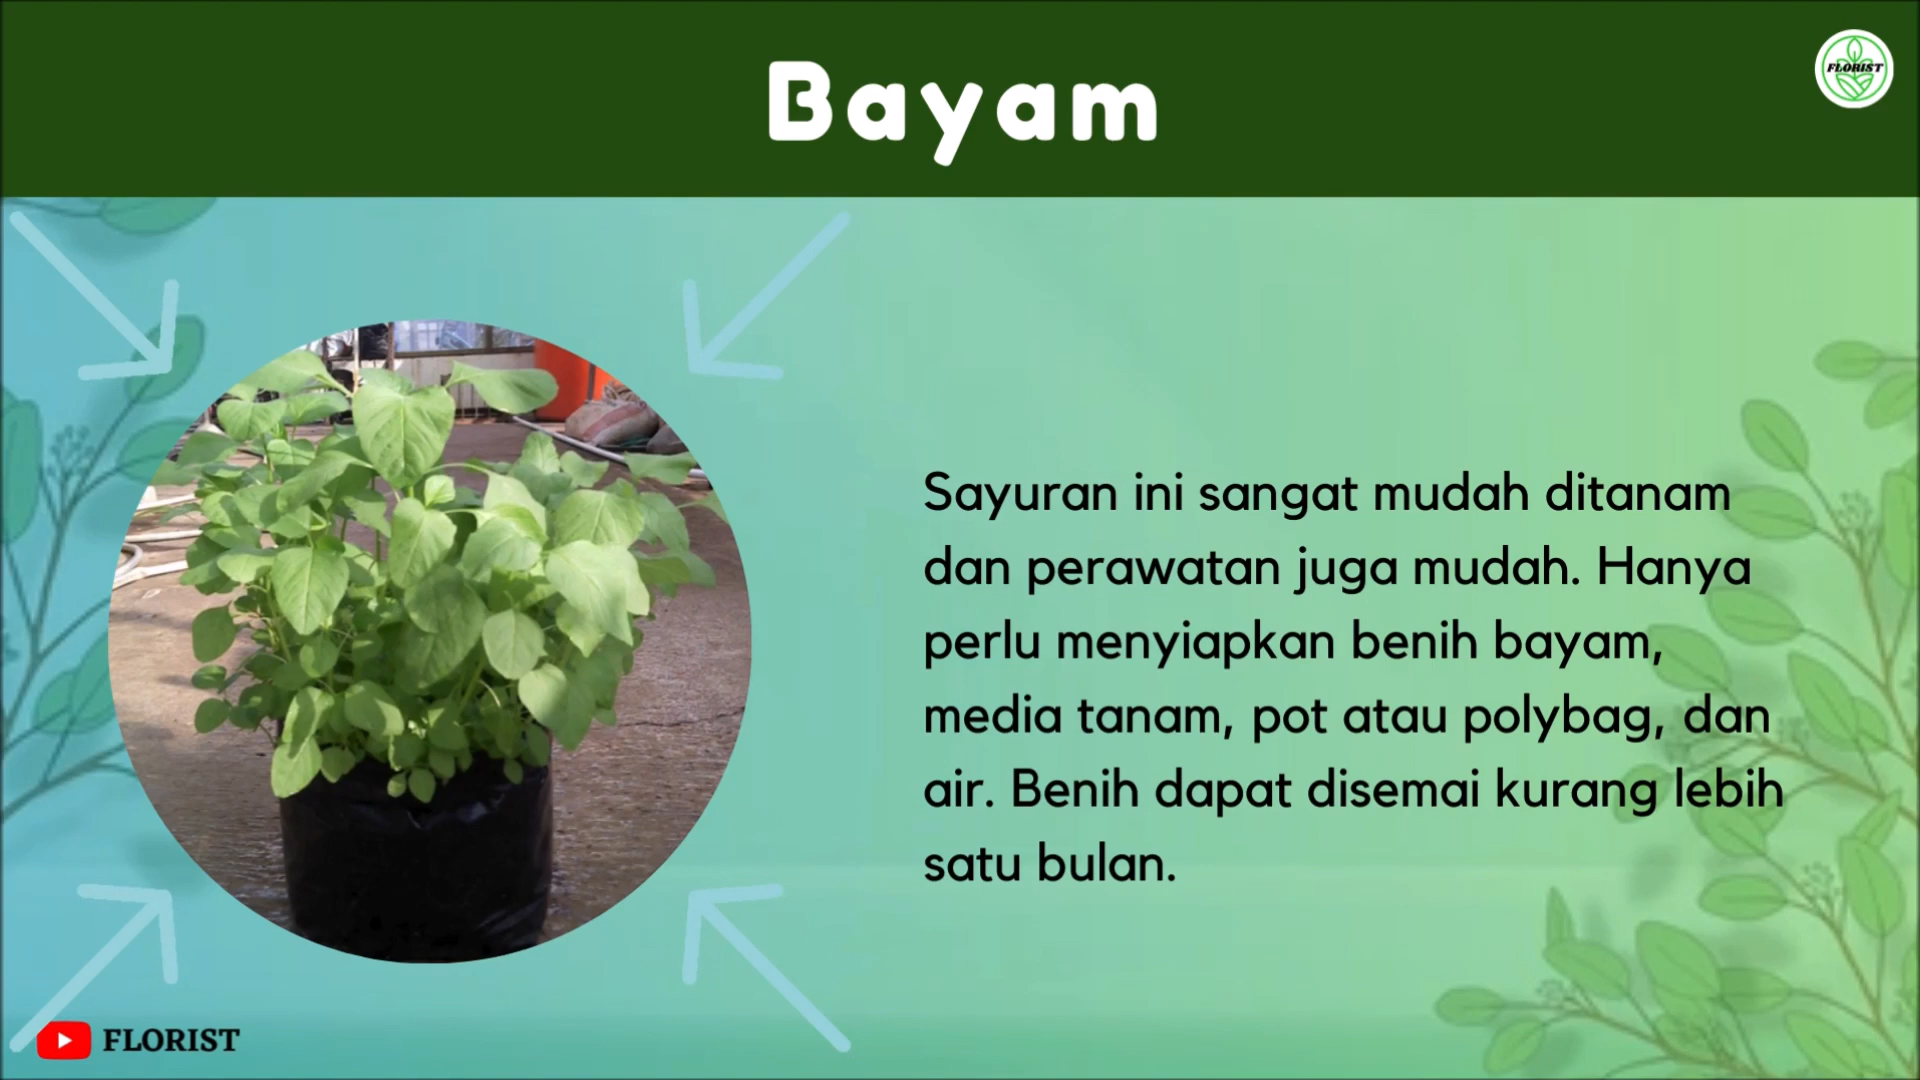 Bayam
FLORIST
Sayuran ini sangat mudah ditanam
dan perawatan juga mudah. Hanya
perlu menyiapkan benih bayam,
media tanam, pot atau polybag, dan
air. Benih dapat disemai kurang lebih
satu bulan.
FLORIST